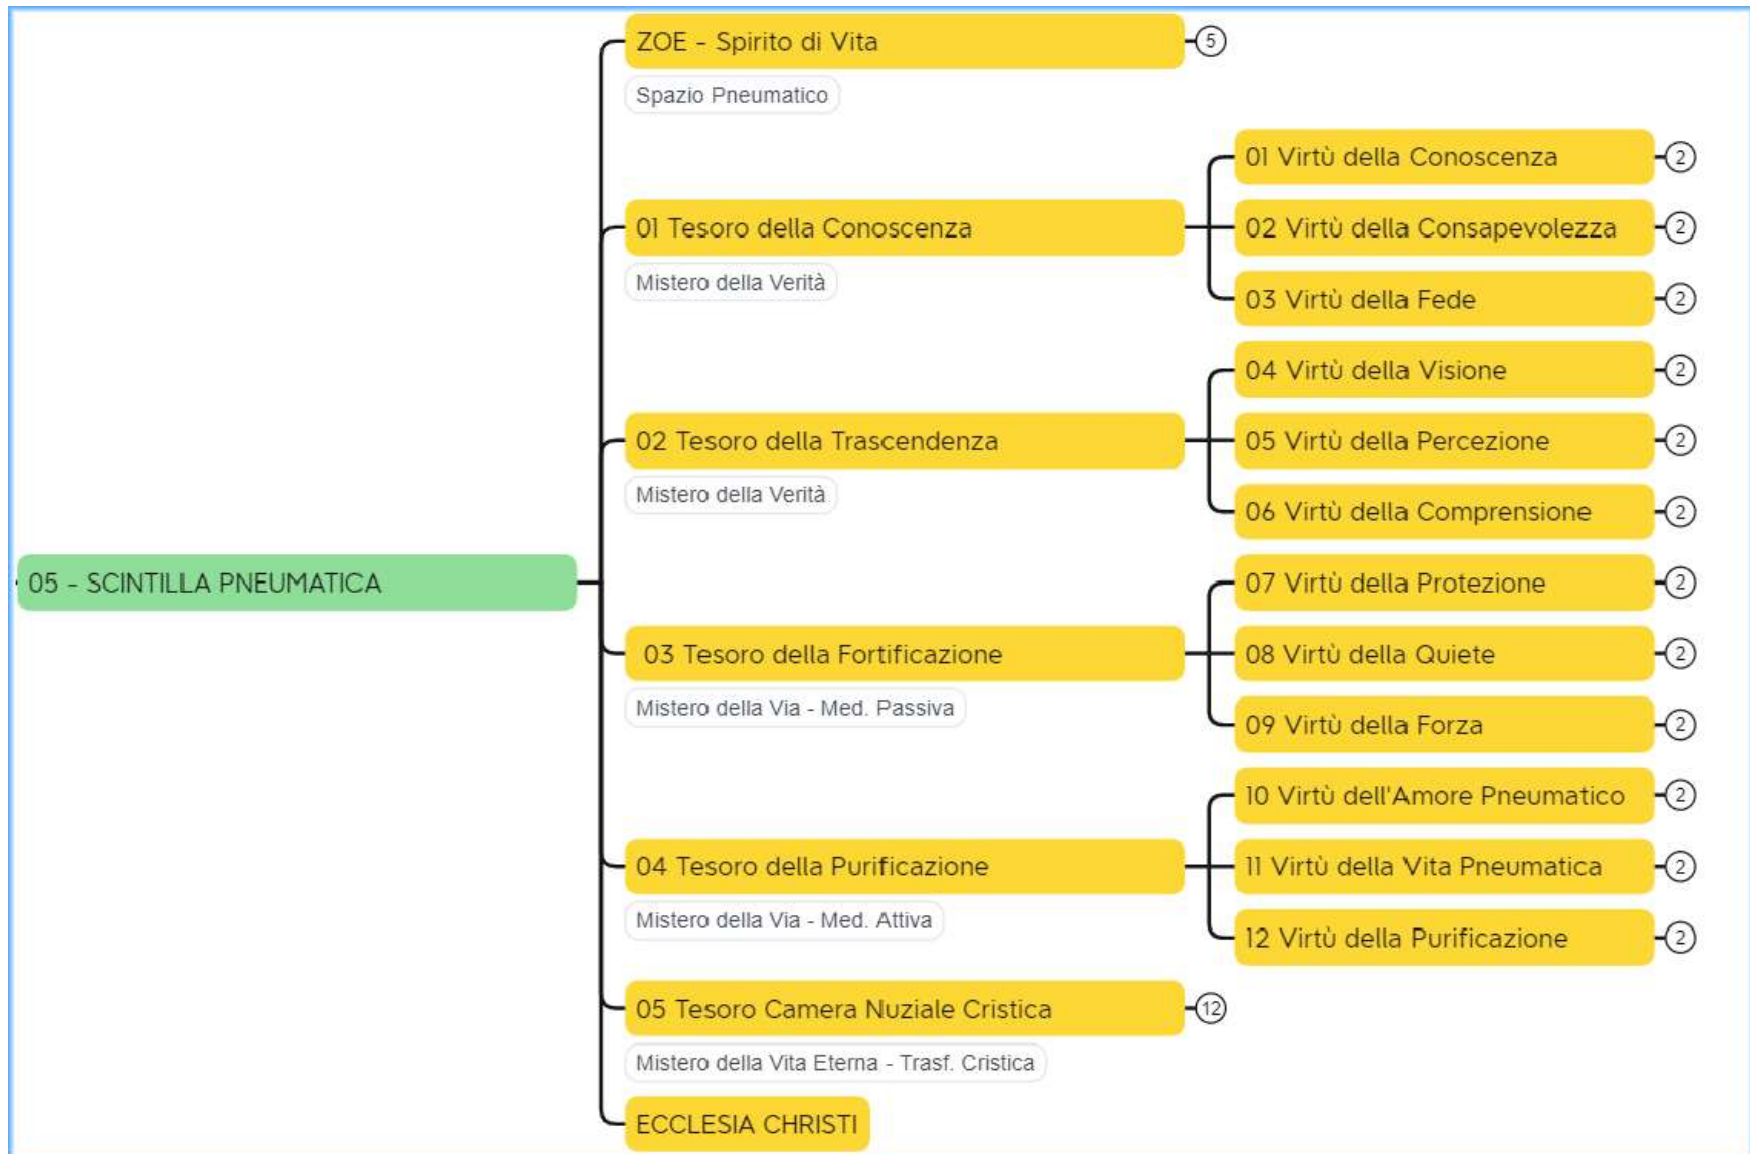 ZOE - Spirito di Vita
5
Spazio Pneumatico
01 Tesoro della Conoscenza
Mistero della Verità
01 Virtù della Conoscenza
2
02 Virtù della Consapevolezza
2
03 Virtù della Fede
2
02 Tesoro della Trascendenza
Mistero della Verità
04 Virtù della Visione
2
05 Virtù della Percezione
2
06 Virtù della Comprensione
2
05 - SCINTILLA PNEUMATICA
03 Tesoro della Fortificazione
Mistero della Via - Med. Passiva
07 Virtù della Protezione
2
08 Virtù della Quiete
2
09 Virtù della Forza
2
04 Tesoro della Purificazione
Mistero della Via - Med. Attiva
10 Virtù dell'Amore Pneumatico
2
11 Virtù della Vita Pneumatica
2
12 Virtù della Purificazione
2
05 Tesoro Camera Nuziale Cristica
12
Mistero della Vita Eterna - Trasf. Cristica
ECCLESIA CHRISTI